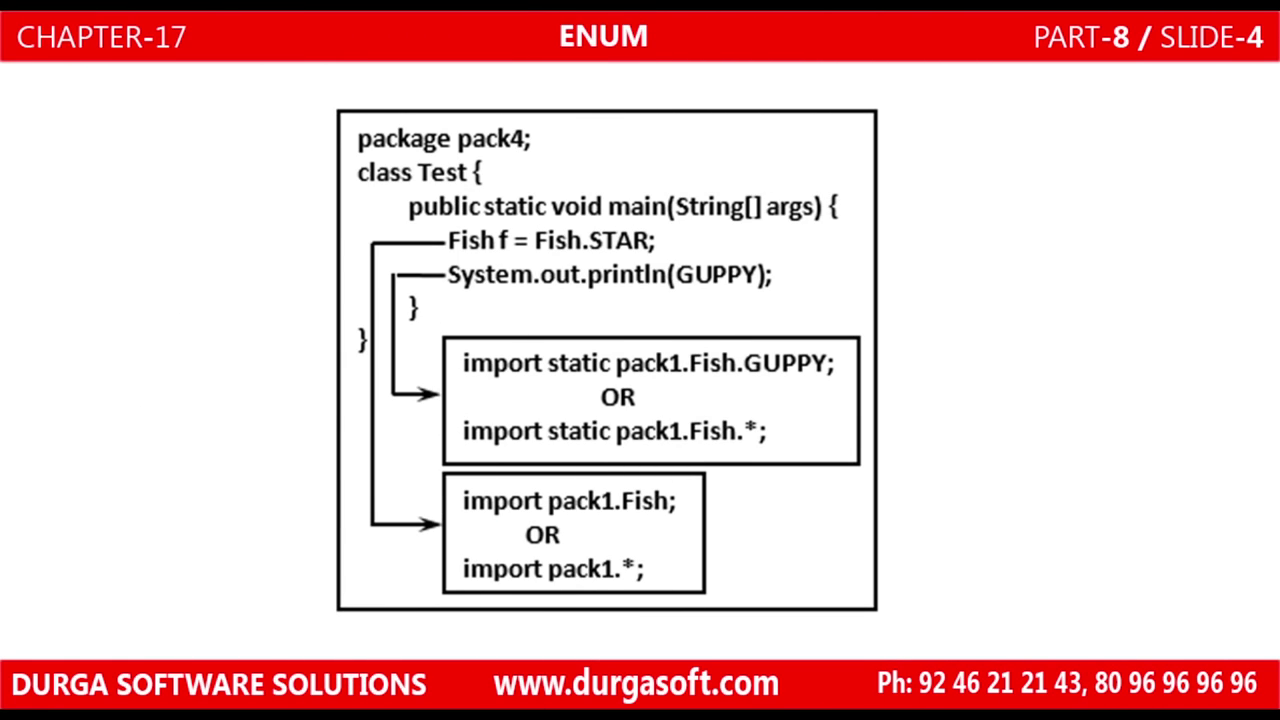 CHAPTER-17
ENUM
PART-8 / SLIDE-4
package pack4;
class Test {
public static void main(String[] args) {
Fish f = Fish.STAR;
System.out.println(GUPPY);
}
}
import static pack1.Fish.GUPPY;
OR
import static pack1.Fish.*;
import pack1.Fish;
OR
import pack1.*;
DURGA SOFTWARE SOLUTIONS
www.durgasoft.com
Ph: 92 46 21 21 43, 80 96 96 96 96